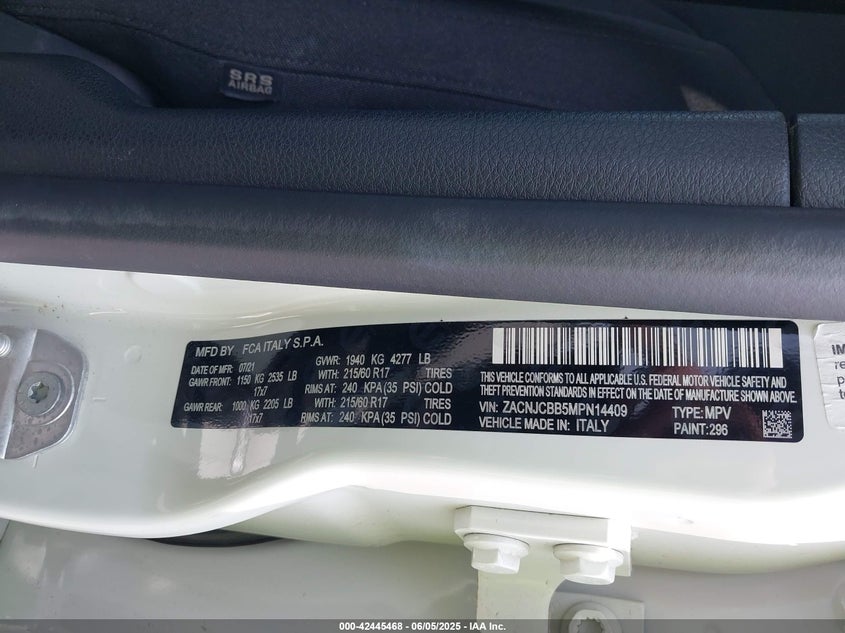 SRS
AIRBAG
MFD BY FCA ITALY S.P.A.
DATE OF MFR: 07/21 GVWR: 1940 KG 4277 LB
GAWR FRONT: 1150 KG 2535 LB WITH: 215/60 R17 TIRES
17x7 RIMS AT: 240 KPA (35 PSI) COLD
GAWR REAR: 1000 KG 2205 LB WITH: 215/60 R17 TIRES
17x7 RIMS AT: 240 KPA (35 PSI) COLD
THIS VEHICLE CONFORMS TO ALL APPLICABLE U.S. FEDERAL MOTOR VEHICLE SAFETY AND
THEFT PREVENTION STANDARDS IN EFFECT ON THE DATE OF MANUFACTURE SHOWN ABOVE.
VIN: ZACNJCBB5MPN14409 TYPE: MPV
VEHICLE MADE IN: ITALY PAINT: 296
000-42445468 - 06/05/2025 - IAA Inc.